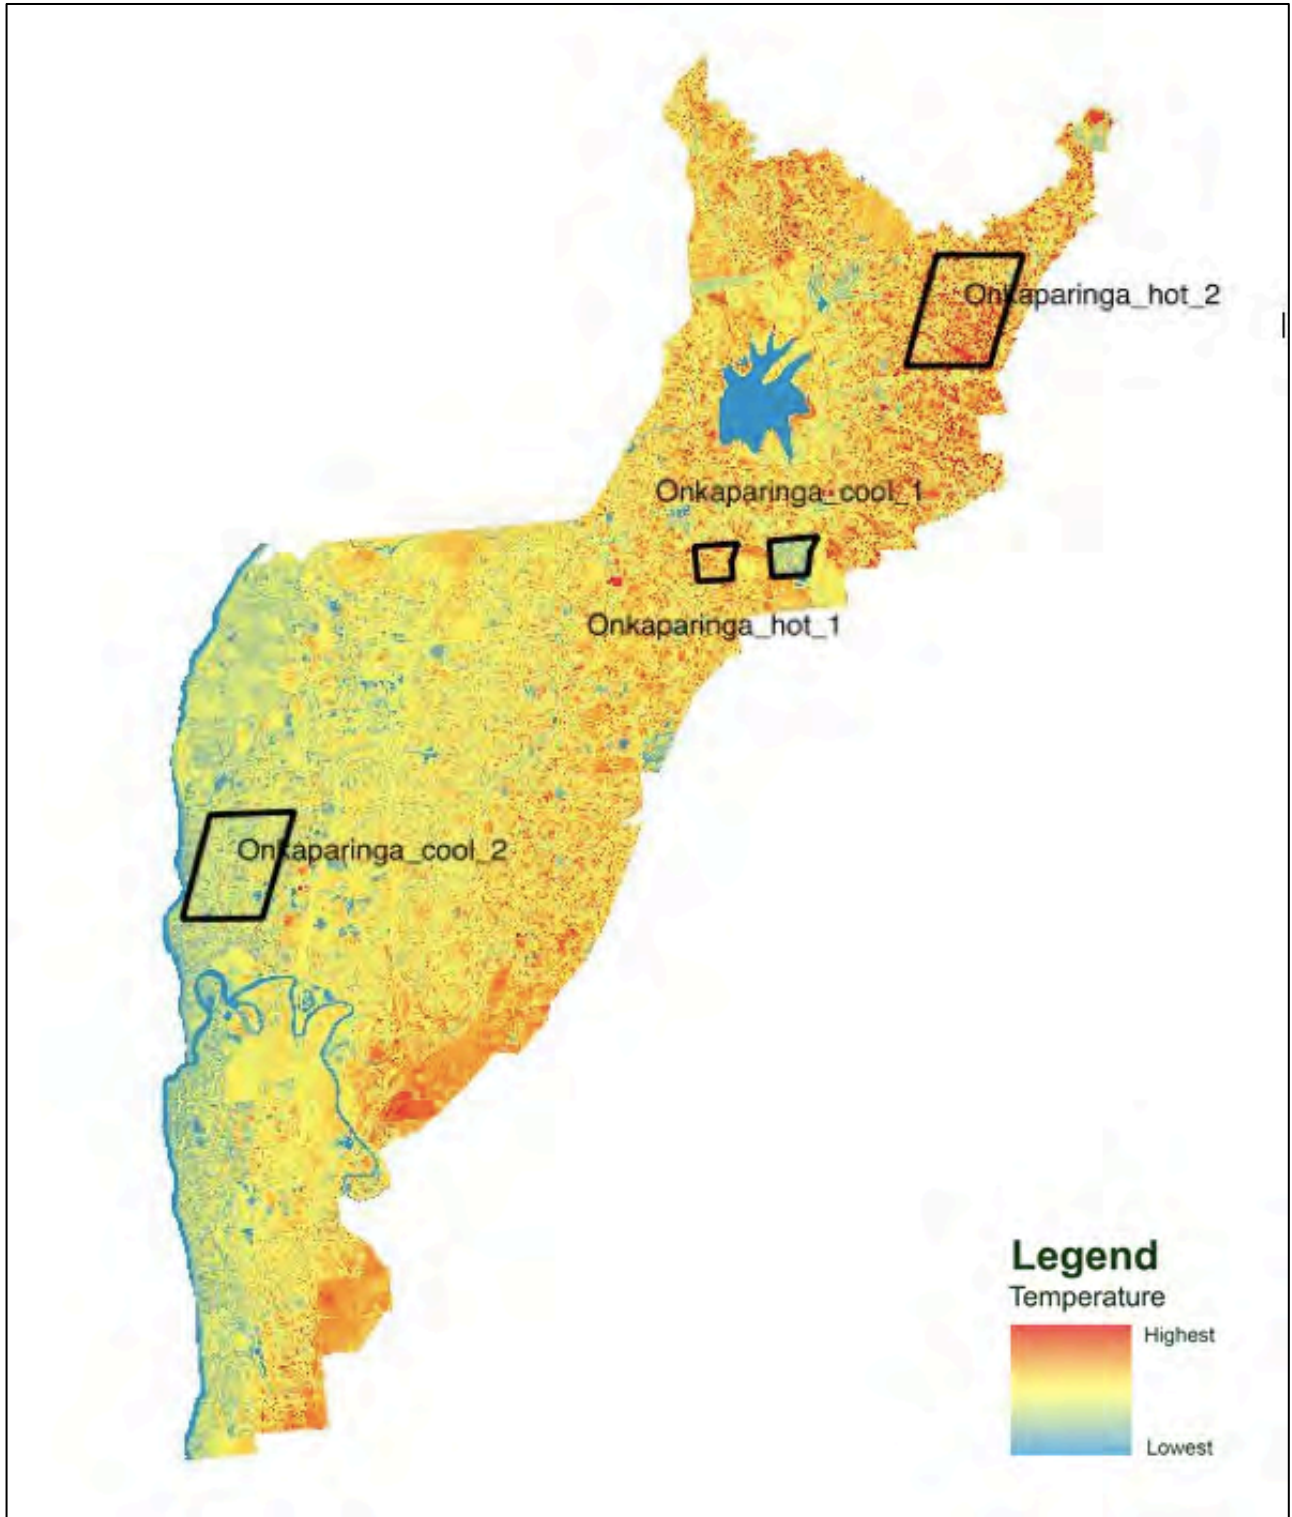 Onkaparinga_hot_2
Onkaparinga_cool_1
Onkaparinga_hot_1
Onkaparinga_cool_2
Legend
Temperature
Highest
Lowest